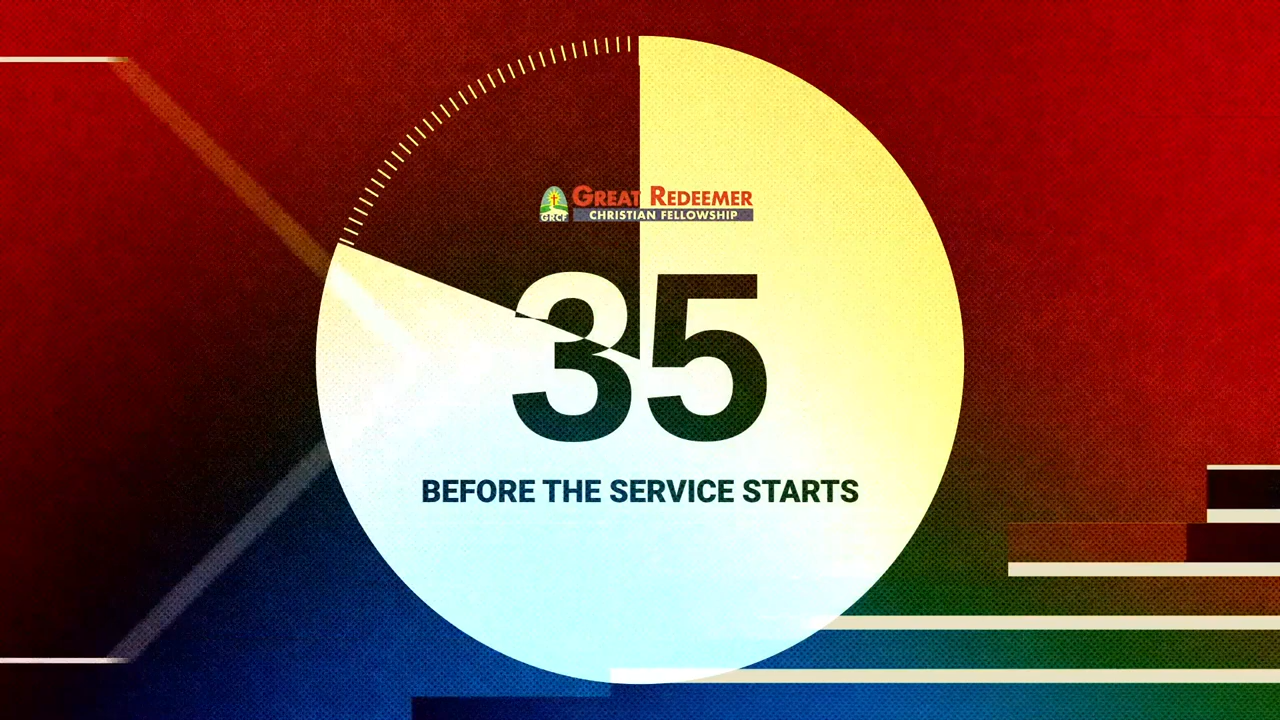 GREAT REDEEMER
GRCF
CHRISTIAN FELLOWSHIP
35
BEFORE THE SERVICE STARTS